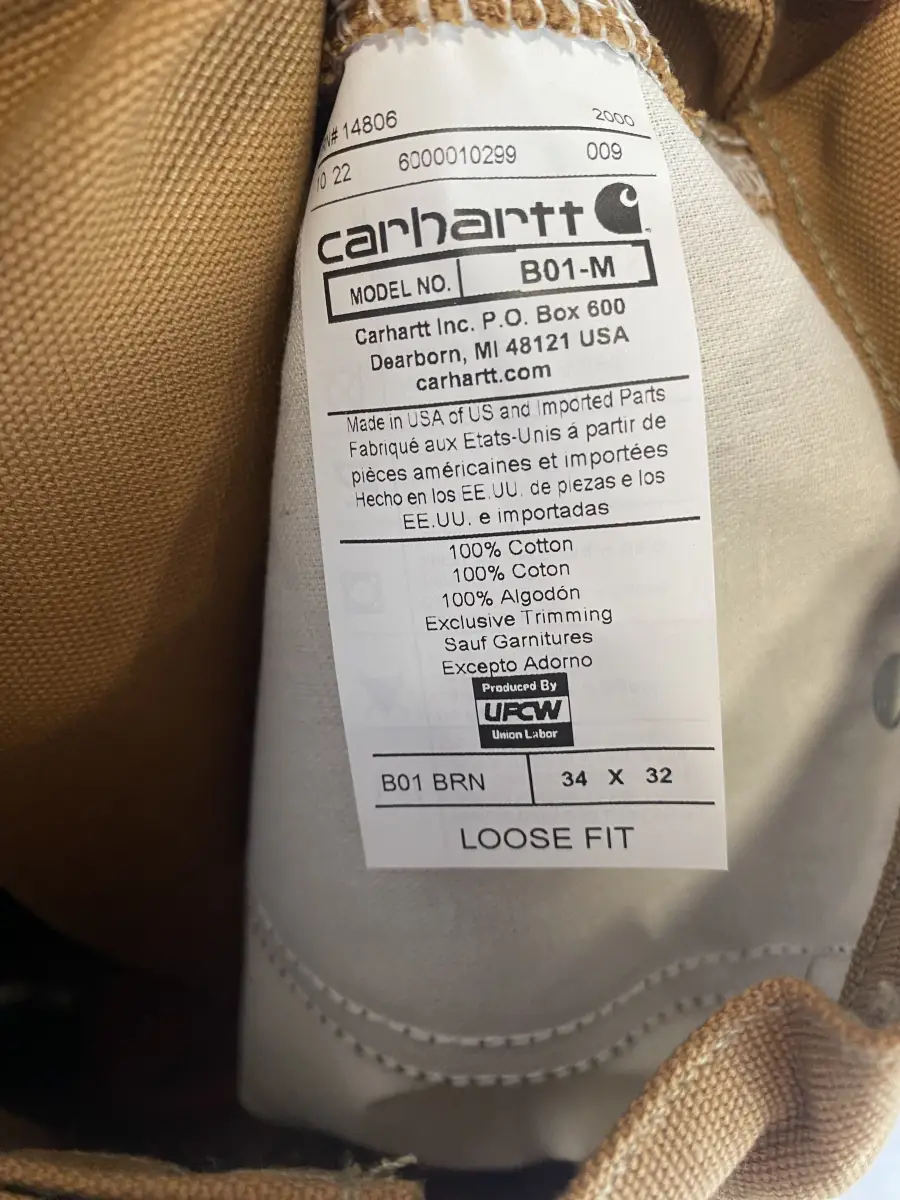 RN# 14806 2000
10 22 6000010299 009
carhartt
MODEL NO. B01-M
Carhartt Inc. P.O. Box 600
Dearborn, MI 48121 USA
carhartt.com
Made in USA of US and Imported Parts
Fabriqué aux Etats-Unis á partir de
pièces américaines et importées
Hecho en los EE.UU. de piezas e los
EE.UU. e importadas
100% Cotton
100% Coton
100% Algodón
Exclusive Trimming
Sauf Garnitures
Excepto Adorno
Produced By
UFCW
Union Labor
B01 BRN 34 X 32
LOOSE FIT